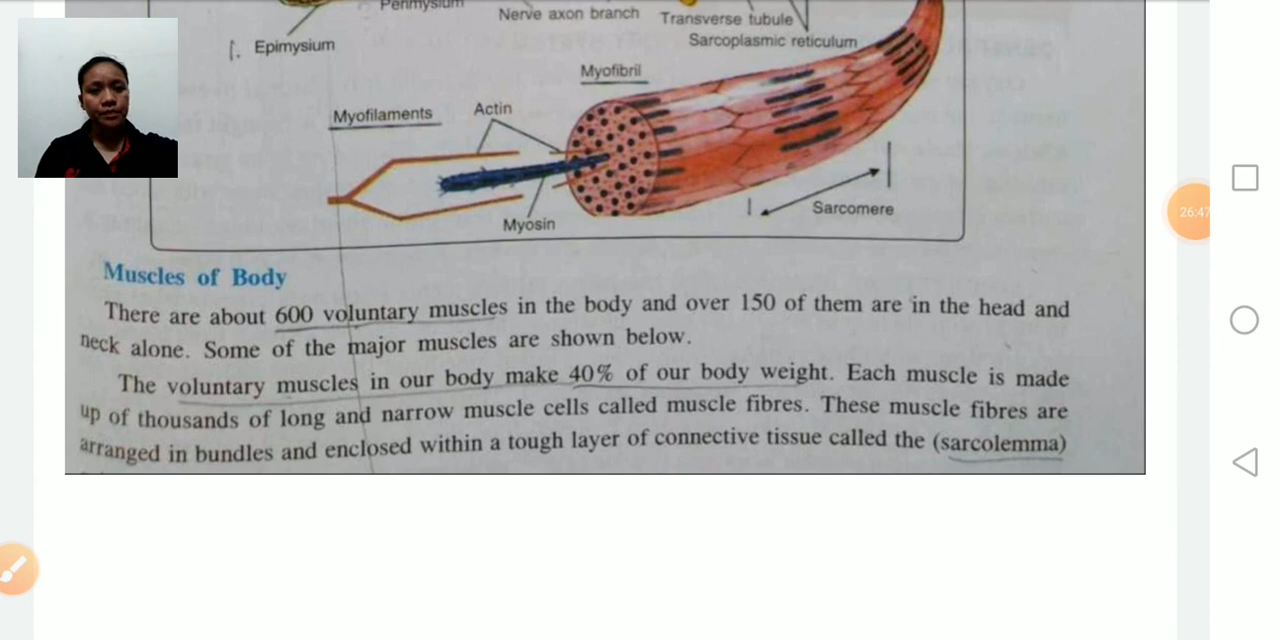 Perimysium
Nerve axon branch
Transverse tubule
1. Epimysium
Sarcoplasmic reticulum
Myofibril
Myofilaments
Actin
Myosin
Sarcomere
26:47
Muscles of Body
There are about 600 voluntary muscles in the body and over 150 of them are in the head and
neck alone. Some of the major muscles are shown below.
The voluntary muscles in our body make 40% of our body weight. Each muscle is made
up of thousands of long and narrow muscle cells called muscle fibres. These muscle fibres are
arranged in bundles and enclosed within a tough layer of connective tissue called the (sarcolemma)